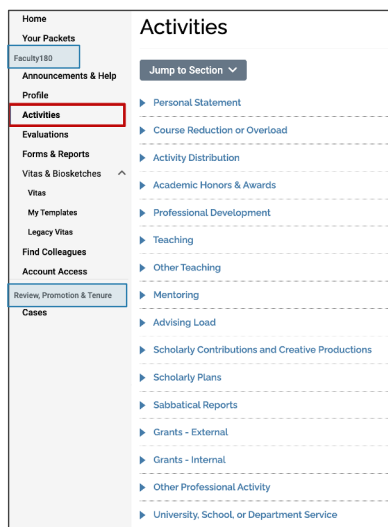 Home
Your Packets
Faculty180
Announcements & Help
Profile
Activities
Evaluations
Forms & Reports
Vitas & Biosketches
Vitas
My Templates
Legacy Vitas
Find Colleagues
Account Access
Review, Promotion & Tenure
Cases
Activities
Jump to Section
Personal Statement
Course Reduction or Overload
Activity Distribution
Academic Honors & Awards
Professional Development
Teaching
Other Teaching
Mentoring
Advising Load
Scholarly Contributions and Creative Productions
Scholarly Plans
Sabbatical Reports
Grants - External
Grants - Internal
Other Professional Activity
University, School, or Department Service